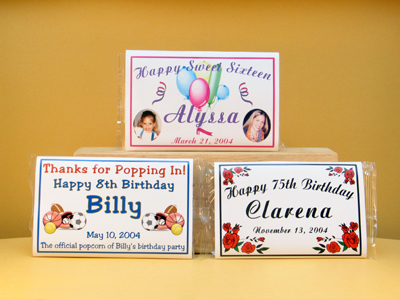 Happy Sweet Sixteen
Alyssa
March 21, 2004
Thanks for Popping In!
Happy 8th Birthday
Billy
May 10, 2004
The official popcorn of Billy's birthday party
Happy 75th Birthday
Clarena
November 13, 2004